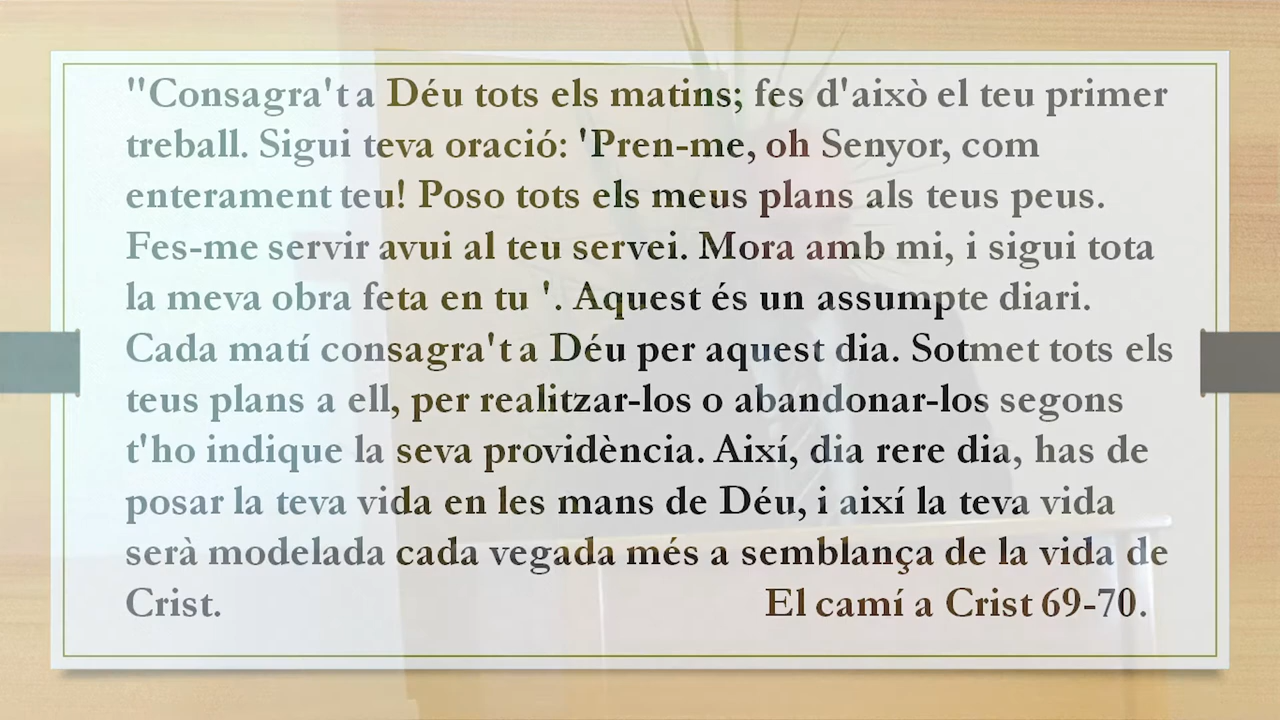 "Consagra't a Déu tots els matins; fes d'això el teu primer
treball. Sigui teva oració: 'Pren-me, oh Senyor, com
enterament teu! Poso tots els meus plans als teus peus.
Fes-me servir avui al teu servei. Mora amb mi, i sigui tota
la meva obra feta en tu '. Aquest és un assumpte diari.
Cada matí consagra't a Déu per aquest dia. Sotmet tots els
teus plans a ell, per realitzar-los o abandonar-los segons
t'ho indique la seva providència. Així, dia rere dia, has de
posar la teva vida en les mans de Déu, i així la teva vida
serà modelada cada vegada més a semblança de la vida de
Crist. El camí a Crist 69-70.